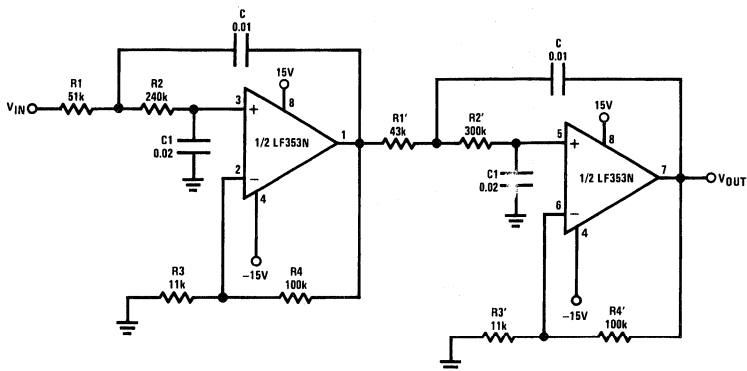 C
0.01
R1
51k
R2
240k
VIN
15V
3
+
8
C1
0.02
1/2 LF353N
1
2
−
4
−15V
R3
11k
R4
100k
C
0.01
R1'
43k
R2'
300k
15V
5
+
8
C1
0.02
1/2 LF353N
7
VOUT
6
−
4
−15V
R3'
11k
R4'
100k